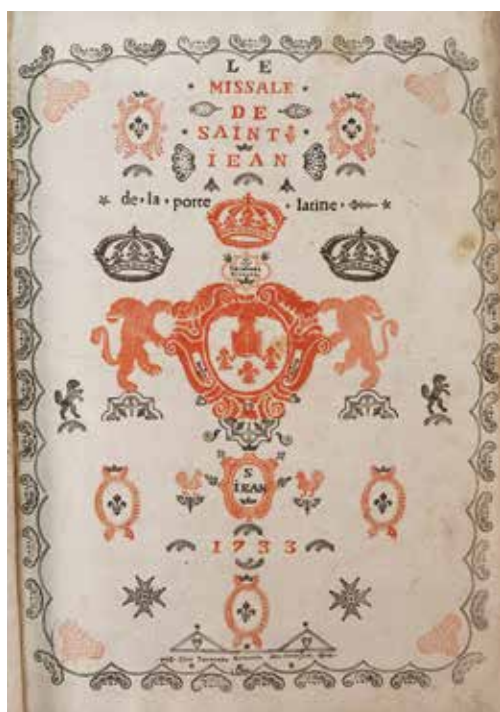 LE
MISSALE
DE
SAINT
iEAN
de·la·porte·latine·
S
iEAN
1733